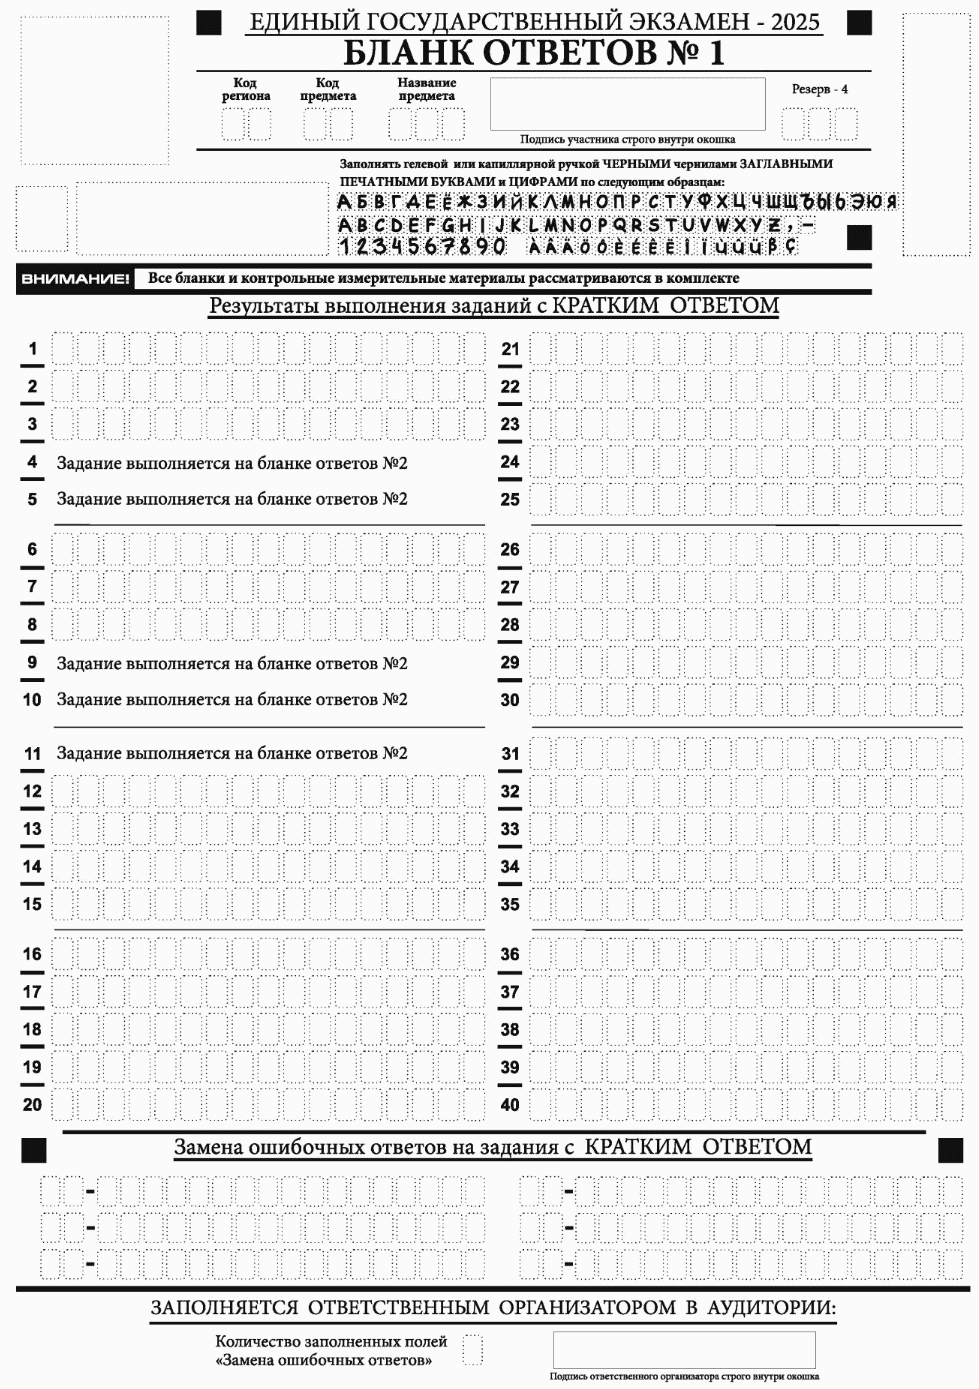 ЕДИНЫЙ ГОСУДАРСТВЕННЫЙ ЭКЗАМЕН - 2025
БЛАНК ОТВЕТОВ № 1
Код региона
Код предмета
Название предмета
Резерв - 4
Подпись участника строго внутри окошка
Заполнять гелевой или капиллярной ручкой ЧЕРНЫМИ чернилами ЗАГЛАВНЫМИ
ПЕЧАТНЫМИ БУКВАМИ и ЦИФРАМИ по следующим образцам:
АБВГДЕЁЖЗИЙКЛМНОПРСТУФХЦЧШЩЪЫЬЭЮЯ
ABCDEFGHIJKLMNOPQRSTUVWXYZ,-
1234567890
ВНИМАНИЕ! Все бланки и контрольные измерительные материалы рассматриваются в комплекте
Результаты выполнения заданий с КРАТКИМ ОТВЕТОМ
1
2
3
4 Задание выполняется на бланке ответов №2
5 Задание выполняется на бланке ответов №2
6
7
8
9 Задание выполняется на бланке ответов №2
10 Задание выполняется на бланке ответов №2
11 Задание выполняется на бланке ответов №2
12
13
14
15
16
17
18
19
20
21
22
23
24
25
26
27
28
29
30
31
32
33
34
35
36
37
38
39
40
Замена ошибочных ответов на задания с КРАТКИМ ОТВЕТОМ
- -
- -
- -
ЗАПОЛНЯЕТСЯ ОТВЕТСТВЕННЫМ ОРГАНИЗАТОРОМ В АУДИТОРИИ:
Количество заполненных полей
«Замена ошибочных ответов»
Подпись ответственного организатора строго внутри окошка